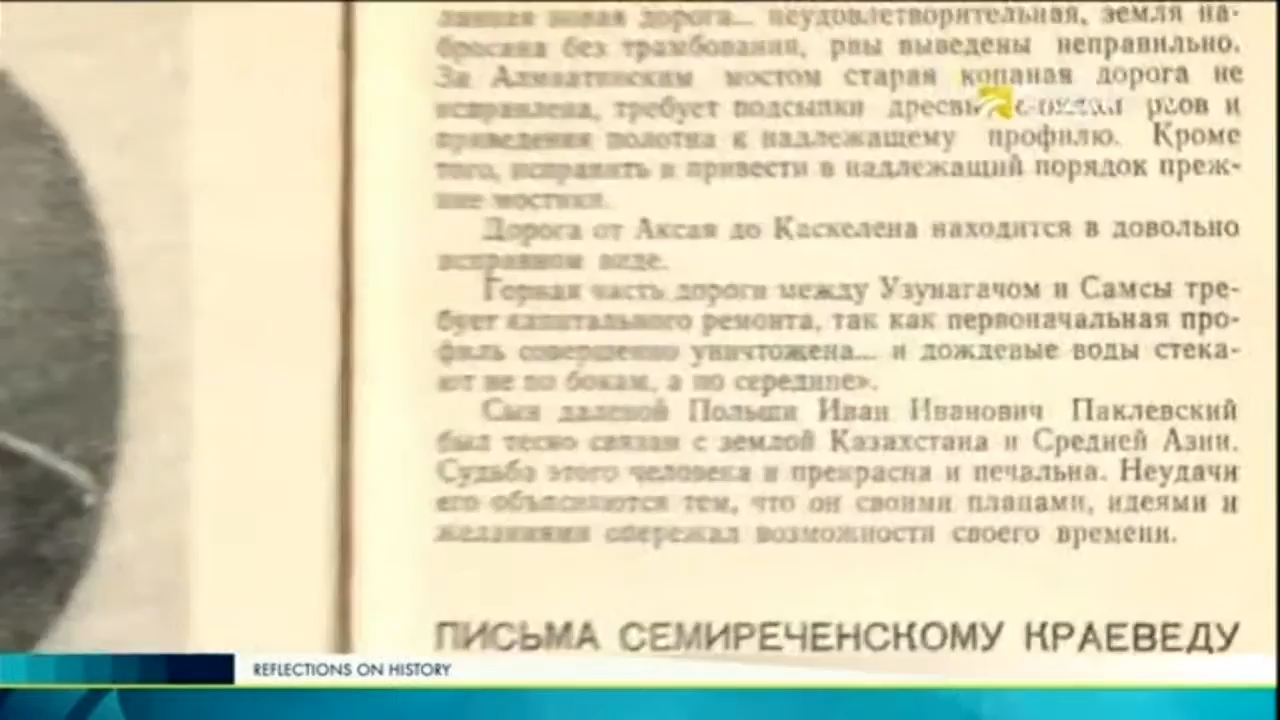 ланная новая дорога... неудовлетворительная, земля на-
бросана без трамбования, рвы выведены неправильно.
За Алмаатинским мостом старая копаная дорога не
исправлена, требует подсыпки дресвы, рвов и
приведения полотна к надлежащему профилю. Кроме
того, исправить и привести в надлежащий порядок преж-
ние мостики.
Дорога от Аксая до Каскелена находится в довольно
исправном виде.
Горная часть дороги между Узунагачом и Самсы тре-
бует капитального ремонта, так как первоначальная про-
филь совершенно уничтожена... и дождевые воды стека-
ют не по бокам, а по середине».
Сын далекой Польши Иван Иванович Паклевский
был тесно связан с землой Казахстана и Средней Азии.
Судьба этого человека и прекрасна и печальна. Неудачи
его объясняются тем, что он своими планами, идеями и
желаниями опережал возможности своего времени.
ПИСЬМА СЕМИРЕЧЕНСКОМУ КРАЕВЕДУ
REFLECTIONS ON HISTORY